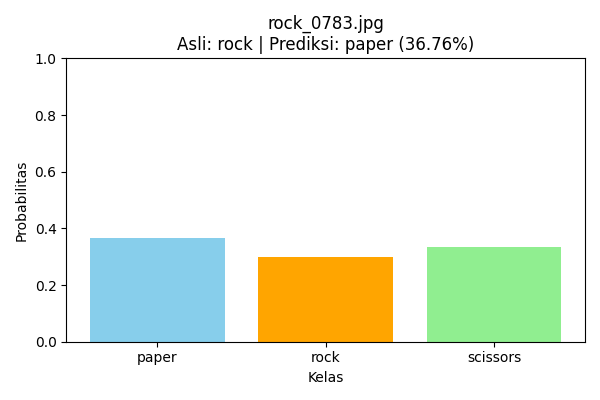 rock_0783.jpg
Asli: rock | Prediksi: paper (36.76%)
1.0
0.8
0.6
0.4
0.2
0.0
Probabilitas
paper
rock
scissors
Kelas